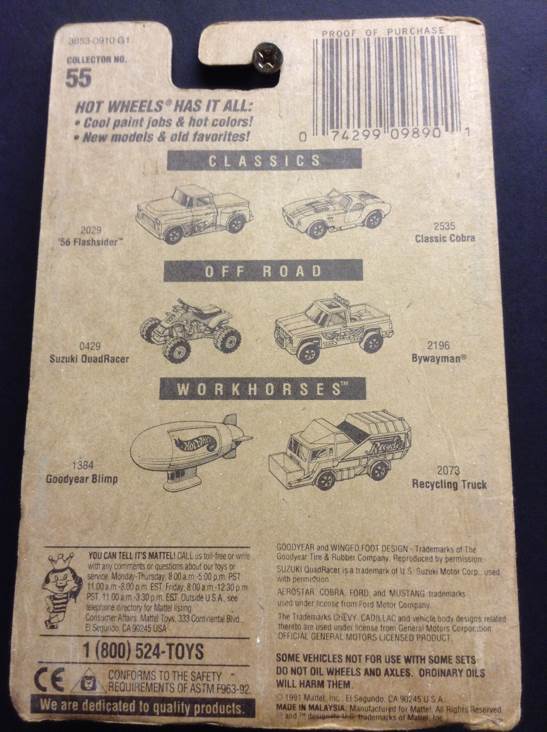 3653-0910 G1
COLLECTOR NO.
55
PROOF OF PURCHASE
0 74299 09890 1
HOT WHEELS® HAS IT ALL:
• Cool paint jobs & hot colors!
• New models & old favorites!
CLASSICS
2029
'56 Flashsider™
2535
Classic Cobra
OFF ROAD
0429
Suzuki QuadRacer
2196
Bywayman®
WORKHORSES™
1384
Goodyear Blimp
2073
Recycling Truck
YOU CAN TELL IT'S MATTEL! CALL us toll-free or write
with any comments or questions about our toys or
service. Monday-Thursday, 8:00 a.m.-5:00 p.m. PST
11:00 a.m.-8:00 p.m. EST, Friday, 8:00 a.m.-12:30 p.m.
PST, 11:00 a.m.-3:30 p.m. EST. Outside U.S.A. see
telephone directory for Mattel listing.
Consumer Affairs, Mattel Toys, 333 Continental Blvd.,
El Segundo, CA 90245 USA
1 (800) 524-TOYS
CE
CONFORMS TO THE SAFETY
REQUIREMENTS OF ASTM F963-92.
We are dedicated to quality products.
GOODYEAR and WINGED FOOT DESIGN - Trademarks of The
Goodyear Tire & Rubber Company. Reproduced by permission.
SUZUKI QuadRacer is a trademark of U.S. Suzuki Motor Corp., used
with permission.
AEROSTAR, COBRA, FORD, and MUSTANG trademarks
used under license from Ford Motor Company.
The Trademarks CHEVY, CADILLAC and vehicle body designs related
thereto are used under license from General Motors Corporation.
OFFICIAL GENERAL MOTORS LICENSED PRODUCT.
SOME VEHICLES NOT FOR USE WITH SOME SETS
DO NOT OIL WHEELS AND AXLES. ORDINARY OILS
WILL HARM THEM.
© 1991 Mattel, Inc., El Segundo, CA 90245 U.S.A.
MADE IN MALAYSIA. Manufactured for Mattel. All Rights Reserved.
® and ™ designate U.S. trademarks of Mattel, Inc.